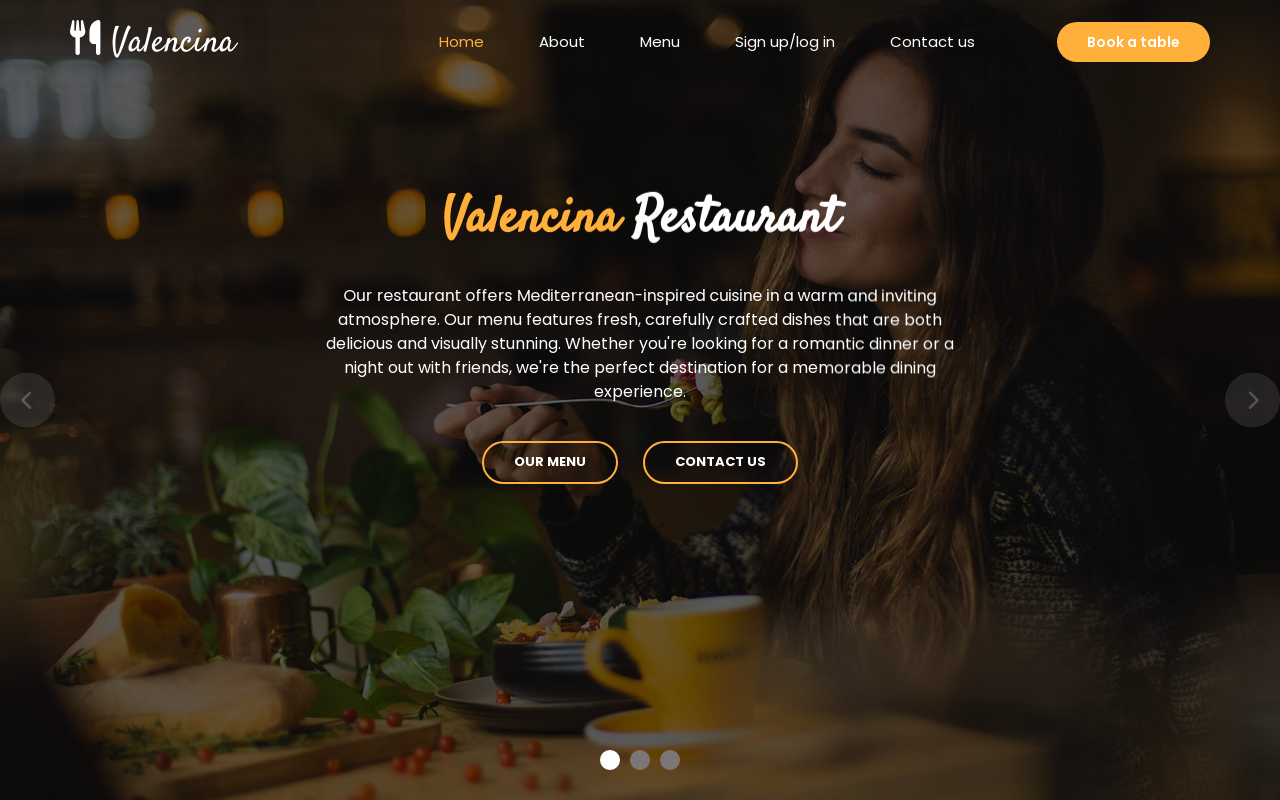 Valencina
Home About Menu Sign up/log in Contact us
Book a table
Valencina Restaurant
Our restaurant offers Mediterranean-inspired cuisine in a warm and inviting
atmosphere. Our menu features fresh, carefully crafted dishes that are both
delicious and visually stunning. Whether you're looking for a romantic dinner or a
night out with friends, we're the perfect destination for a memorable dining
experience.
OUR MENU
CONTACT US